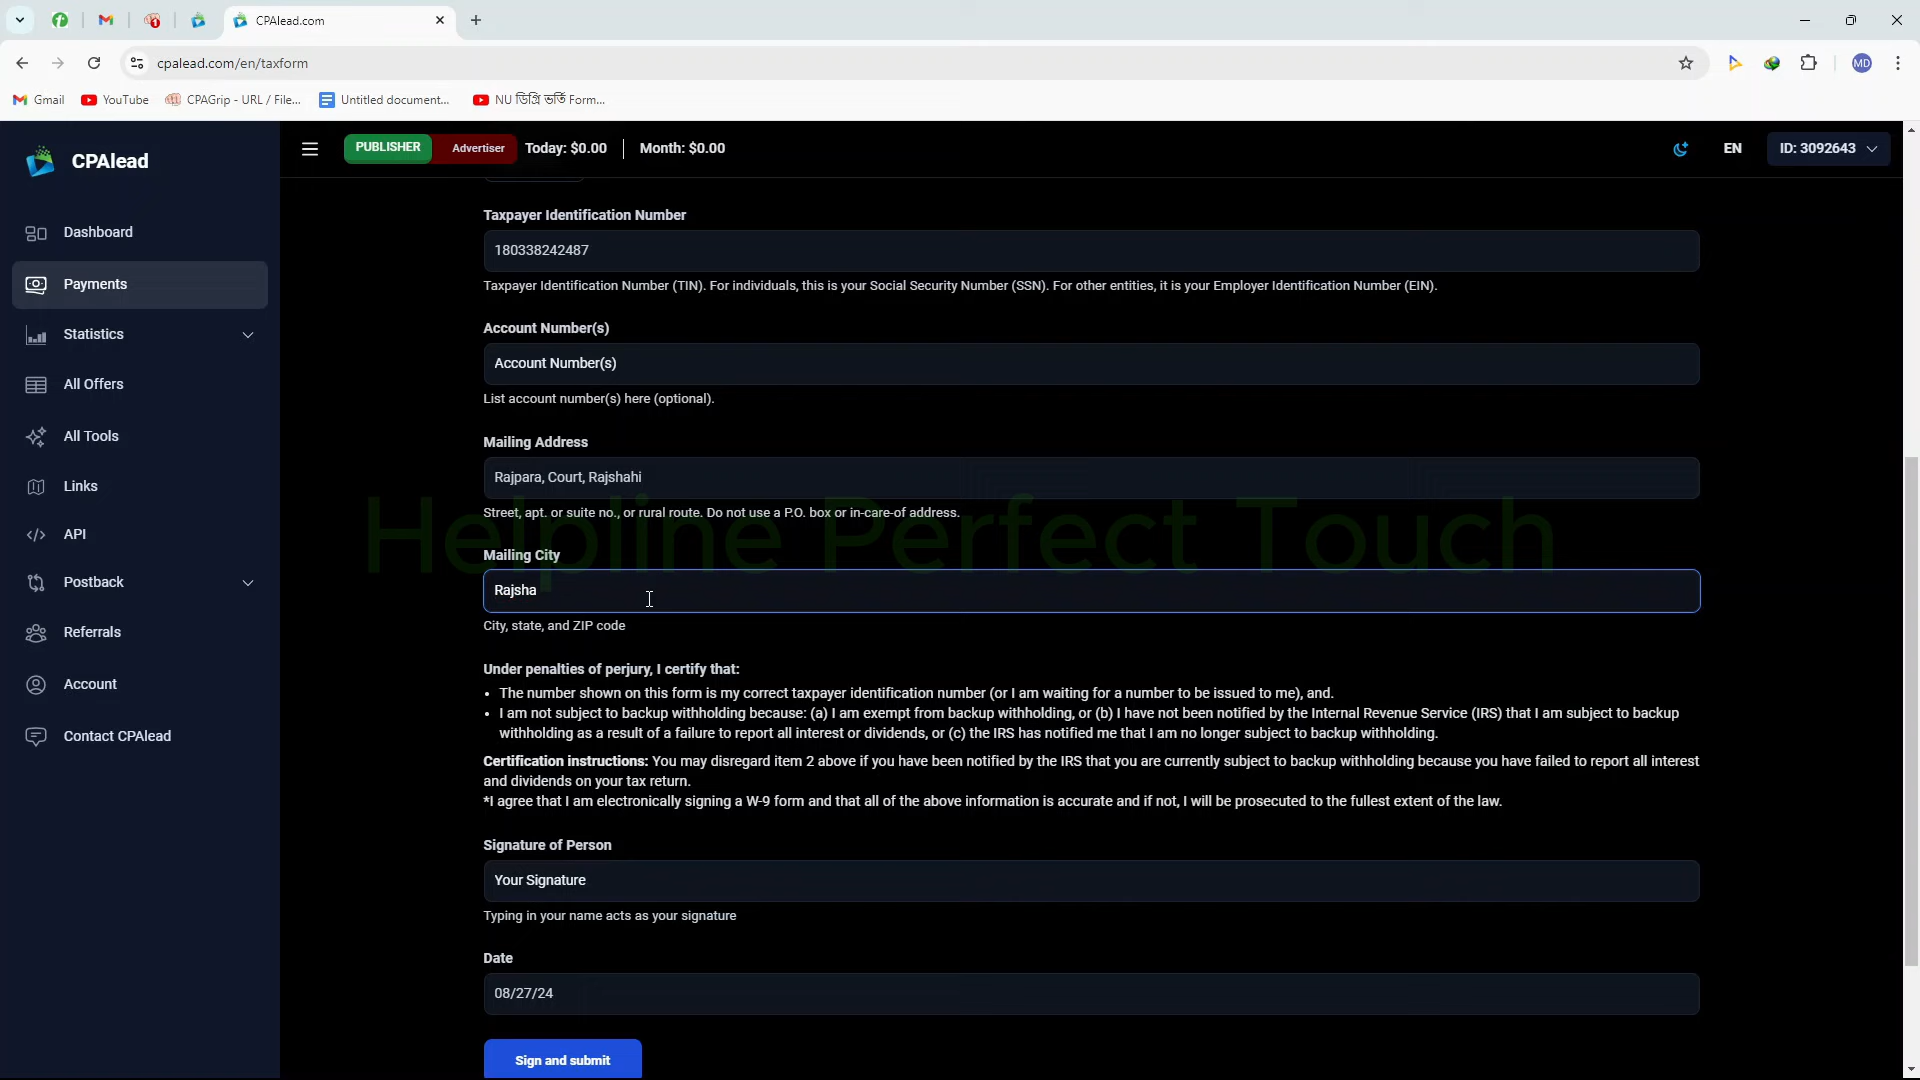 CPAlead.com
cpalead.com/en/taxform
MD
Gmail
YouTube
CPAGrip - URL / File...
Untitled document...
NU ডিগ্রি ভর্তি Form...
CPAlead
PUBLISHER
Advertiser
Today: $0.00
Month: $0.00
EN
ID: 3092643
Dashboard
Payments
Statistics
All Offers
All Tools
Links
API
Postback
Referrals
Account
Contact CPAlead
Taxpayer Identification Number
180338242487
Taxpayer Identification Number (TIN). For individuals, this is your Social Security Number (SSN). For other entities, it is your Employer Identification Number (EIN).
Account Number(s)
Account Number(s)
List account number(s) here (optional).
Mailing Address
Rajpara, Court, Rajshahi
Street, apt. or suite no., or rural route. Do not use a P.O. box or in-care-of address.
Helpline Perfect Touch
Mailing City
Rajsha
City, state, and ZIP code
Under penalties of perjury, I certify that:
• The number shown on this form is my correct taxpayer identification number (or I am waiting for a number to be issued to me), and.
• I am not subject to backup withholding because: (a) I am exempt from backup withholding, or (b) I have not been notified by the Internal Revenue Service (IRS) that I am subject to backup
withholding as a result of a failure to report all interest or dividends, or (c) the IRS has notified me that I am no longer subject to backup withholding.
Certification instructions: You may disregard item 2 above if you have been notified by the IRS that you are currently subject to backup withholding because you have failed to report all interest
and dividends on your tax return.
*I agree that I am electronically signing a W-9 form and that all of the above information is accurate and if not, I will be prosecuted to the fullest extent of the law.
Signature of Person
Your Signature
Typing in your name acts as your signature
Date
08/27/24
Sign and submit